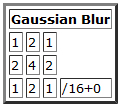 Gaussian Blur
1 2 1
2 4 2
1 2 1 /16+0